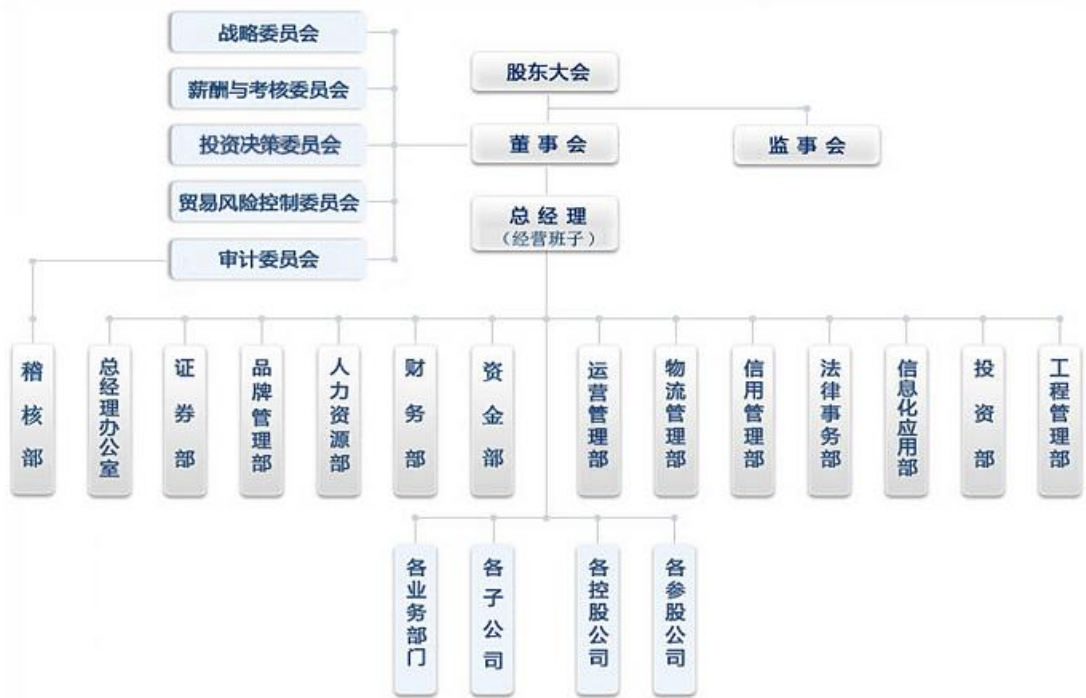 战略委员会
薪酬与考核委员会
投资决策委员会
贸易风险控制委员会
审计委员会
股东大会
董事会
监事会
总经理
（经营班子）
稽核部
总经理办公室
证券部
品牌管理部
人力资源部
财务部
资金部
运营管理部
物流管理部
信用管理部
法律事务部
信息化应用部
投资部
工程管理部
各业务部门
各子公司
各控股公司
各参股公司